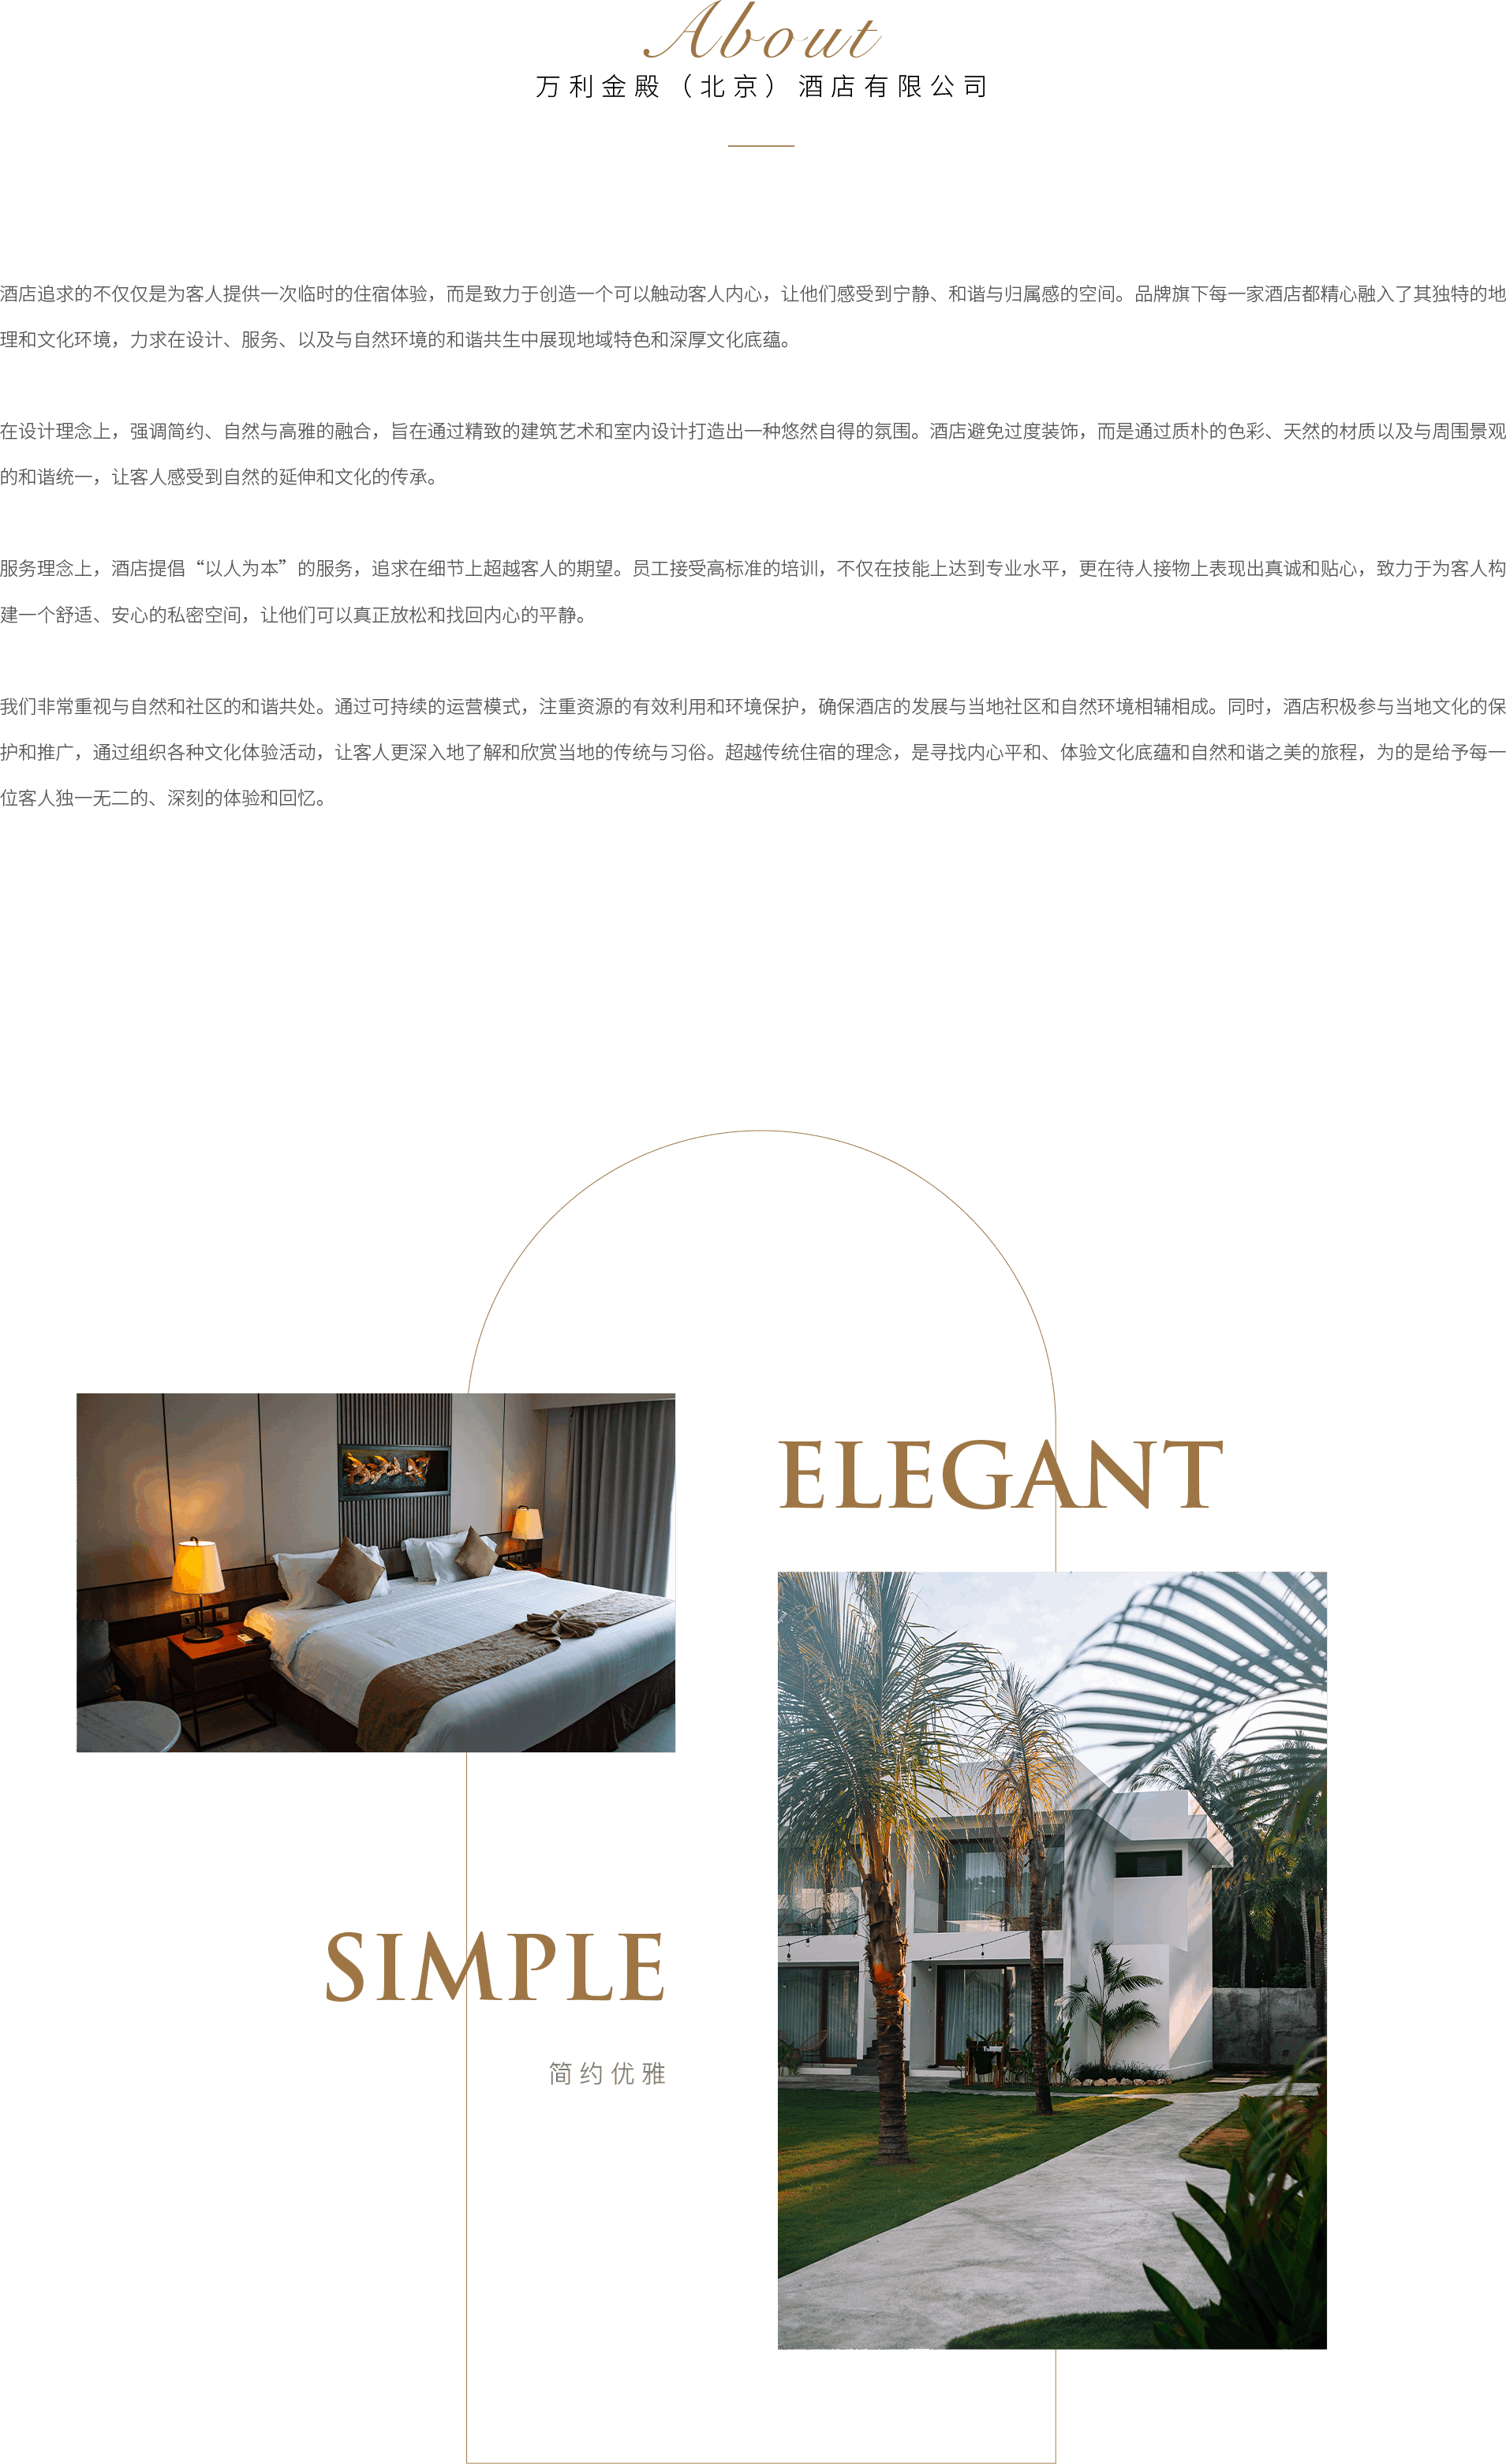 About
万利金殿（北京）酒店有限公司
酒店追求的不仅仅是为客人提供一次临时的住宿体验，而是致力于创造一个可以触动客人内心，让他们感受到宁静、和谐与归属感的空间。品牌旗下每一家酒店都精心融入了其独特的地
理和文化环境，力求在设计、服务、以及与自然环境的和谐共生中展现地域特色和深厚文化底蕴。
在设计理念上，强调简约、自然与高雅的融合，旨在通过精致的建筑艺术和室内设计打造出一种悠然自得的氛围。酒店避免过度装饰，而是通过质朴的色彩、天然的材质以及与周围景观
的和谐统一，让客人感受到自然的延伸和文化的传承。
服务理念上，酒店提倡“以人为本”的服务，追求在细节上超越客人的期望。员工接受高标准的培训，不仅在技能上达到专业水平，更在待人接物上表现出真诚和贴心，致力于为客人构
建一个舒适、安心的私密空间，让他们可以真正放松和找回内心的平静。
我们非常重视与自然和社区的和谐共处。通过可持续的运营模式，注重资源的有效利用和环境保护，确保酒店的发展与当地社区和自然环境相辅相成。同时，酒店积极参与当地文化的保
护和推广，通过组织各种文化体验活动，让客人更深入地了解和欣赏当地的传统与习俗。超越传统住宿的理念，是寻找内心平和、体验文化底蕴和自然和谐之美的旅程，为的是给予每一
位客人独一无二的、深刻的体验和回忆。
ELEGANT
SIMPLE
简约优雅